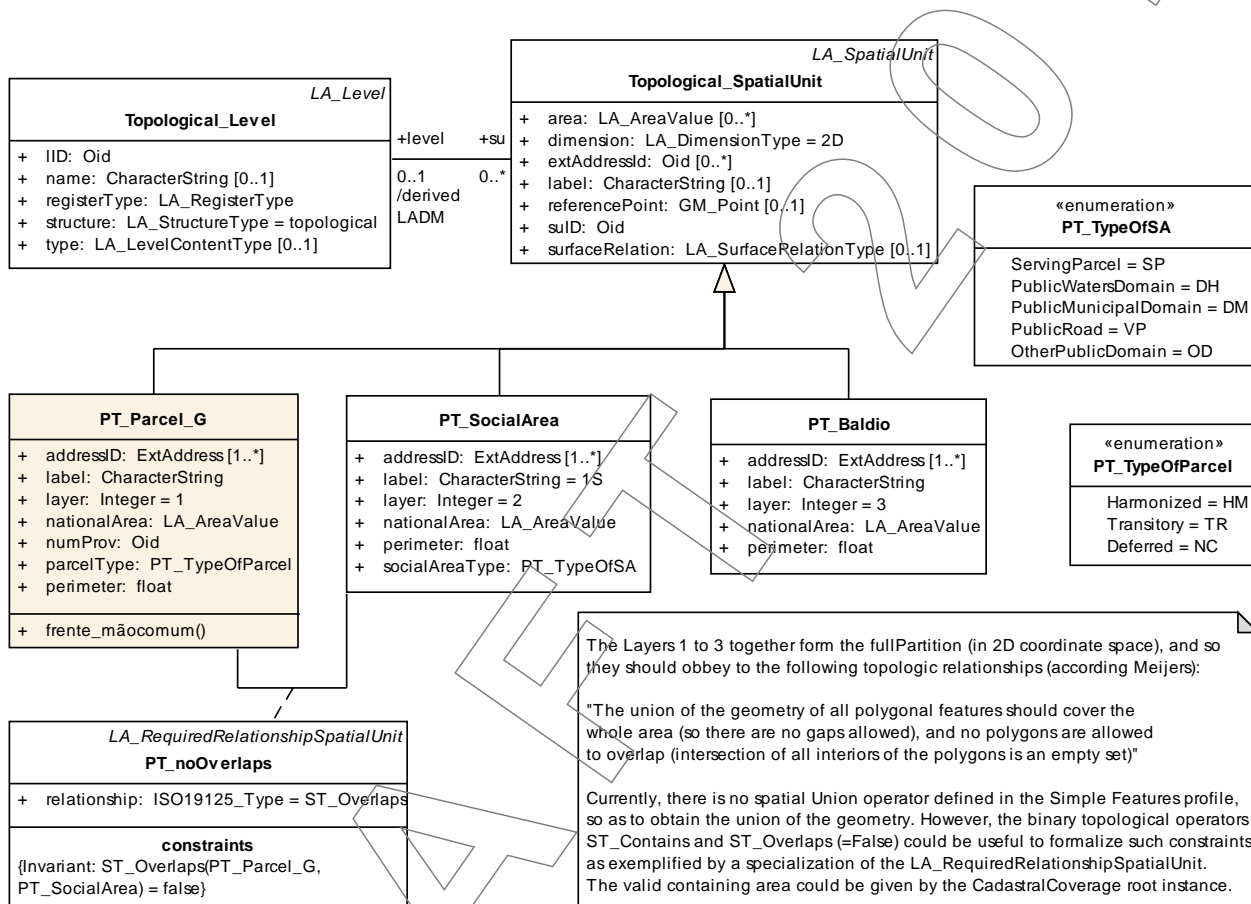 LA_Level
Topological_Level
+ lID: Oid
+ name: CharacterString [0..1]
+ registerType: LA_RegisterType
+ structure: LA_StructureType = topological
+ type: LA_LevelContentType [0..1]
+level +su
0..1 0..*
/derived
LADM
LA_SpatialUnit
Topological_SpatialUnit
+ area: LA_AreaValue [0..*]
+ dimension: LA_DimensionType = 2D
+ extAddressId: Oid [0..*]
+ label: CharacterString [0..1]
+ referencePoint: GM_Point [0..1]
+ suID: Oid
+ surfaceRelation: LA_SurfaceRelationType [0..1]
«enumeration»
PT_TypeOfSA
ServingParcel = SP
PublicWatersDomain = DH
PublicMunicipalDomain = DM
PublicRoad = VP
OtherPublicDomain = OD
PT_Parcel_G
+ addressID: ExtAddress [1..*]
+ label: CharacterString
+ layer: Integer = 1
+ nationalArea: LA_AreaValue
+ numProv: Oid
+ parcelType: PT_TypeOfParcel
+ perimeter: float
+ frente_mãocomum()
PT_SocialArea
+ addressID: ExtAddress [1..*]
+ label: CharacterString = 1S
+ layer: Integer = 2
+ nationalArea: LA_AreaValue
+ perimeter: float
+ socialAreaType: PT_TypeOfSA
PT_Baldio
+ addressID: ExtAddress [1..*]
+ label: CharacterString
+ layer: Integer = 3
+ nationalArea: LA_AreaValue
+ perimeter: float
«enumeration»
PT_TypeOfParcel
Harmonized = HM
Transitory = TR
Deferred = NC
LA_RequiredRelationshipSpatialUnit
PT_noOverlaps
+ relationship: ISO19125_Type = ST_Overlaps
constraints
{Invariant: ST_Overlaps(PT_Parcel_G,
PT_SocialArea) = false}
The Layers 1 to 3 together form the fullPartition (in 2D coordinate space), and so
they should obbey to the following topologic relationships (according Meijers):
"The union of the geometry of all polygonal features should cover the
whole area (so there are no gaps allowed), and no polygons are allowed
to overlap (intersection of all interiors of the polygons is an empty set)"
Currently, there is no spatial Union operator defined in the Simple Features profile,
so as to obtain the union of the geometry. However, the binary topological operators
ST_Contains and ST_Overlaps (=False) could be useful to formalize such constraints
as exemplified by a specialization of the LA_RequiredRelationshipSpatialUnit.
The valid containing area could be given by the CadastralCoverage root instance.